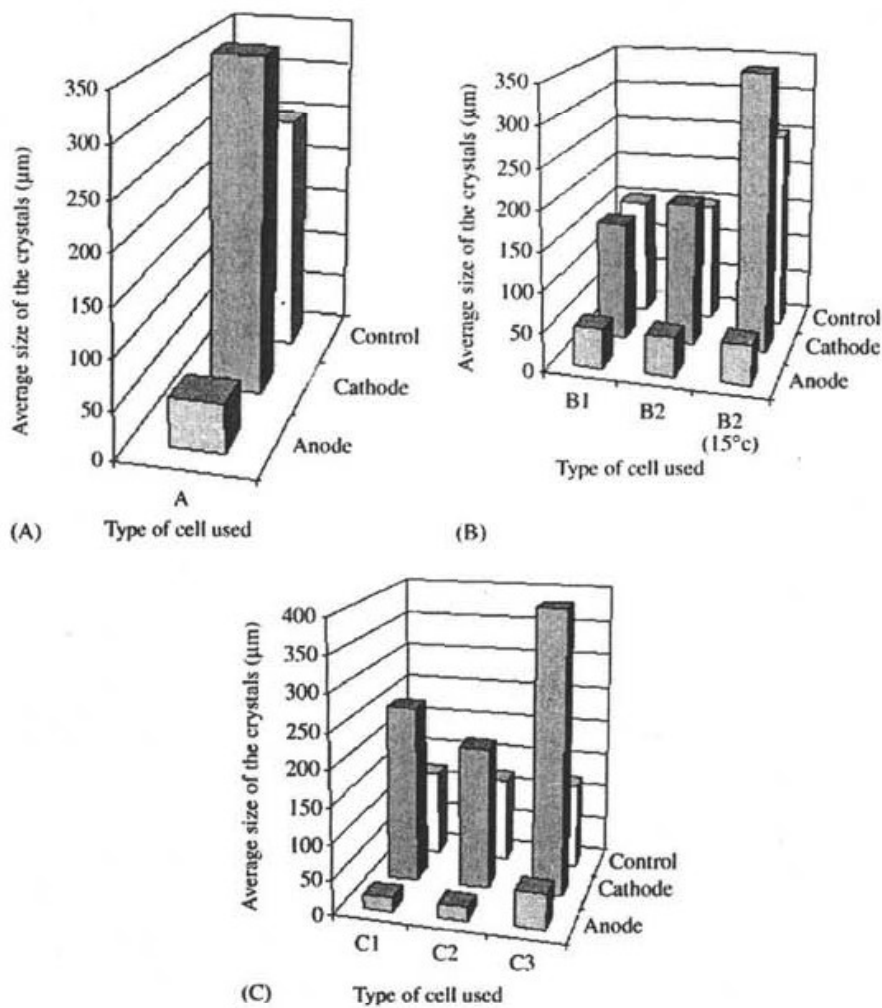 Average size of the crystals (µm)
350
300
250
200
150
100
50
0
Control
Cathode
Anode
A
(A) Type of cell used
Average size of the crystals (µm)
350
300
250
200
150
100
50
0
Control
Cathode
Anode
B1
B2
B2
(15°c)
Type of cell used
(B)
Average size of the crystals (µm)
400
350
300
250
200
150
100
50
0
Control
Cathode
Anode
C1
C2
C3
(C) Type of cell used